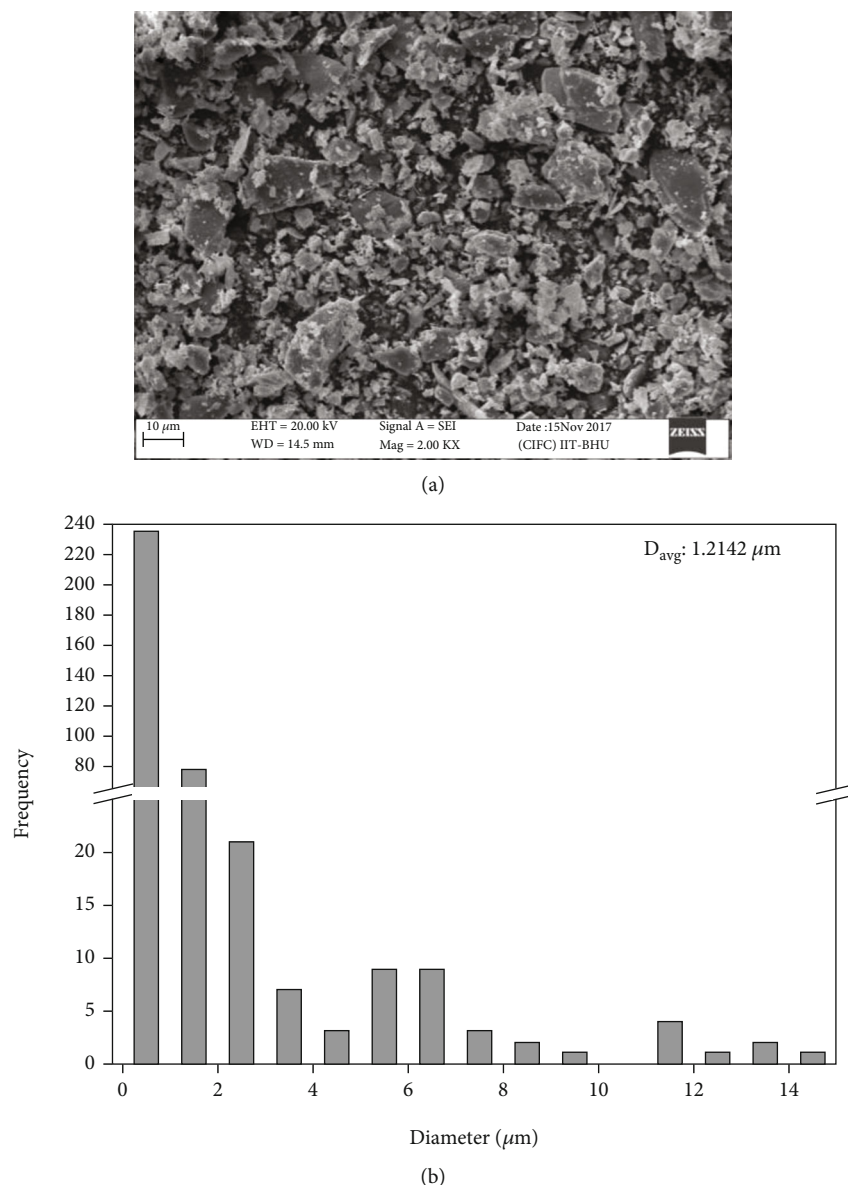 10 μm
EHT = 20.00 kV
Signal A = SEI
Date :15Nov 2017
WD = 14.5 mm
Mag = 2.00 KX
(CIFC) IIT-BHU
ZEISS
(a)
D_avg: 1.2142 μm
Frequency
240
220
200
180
160
140
120
100
80
20
15
10
5
0
0 2 4 6 8 10 12 14
Diameter (μm)
(b)